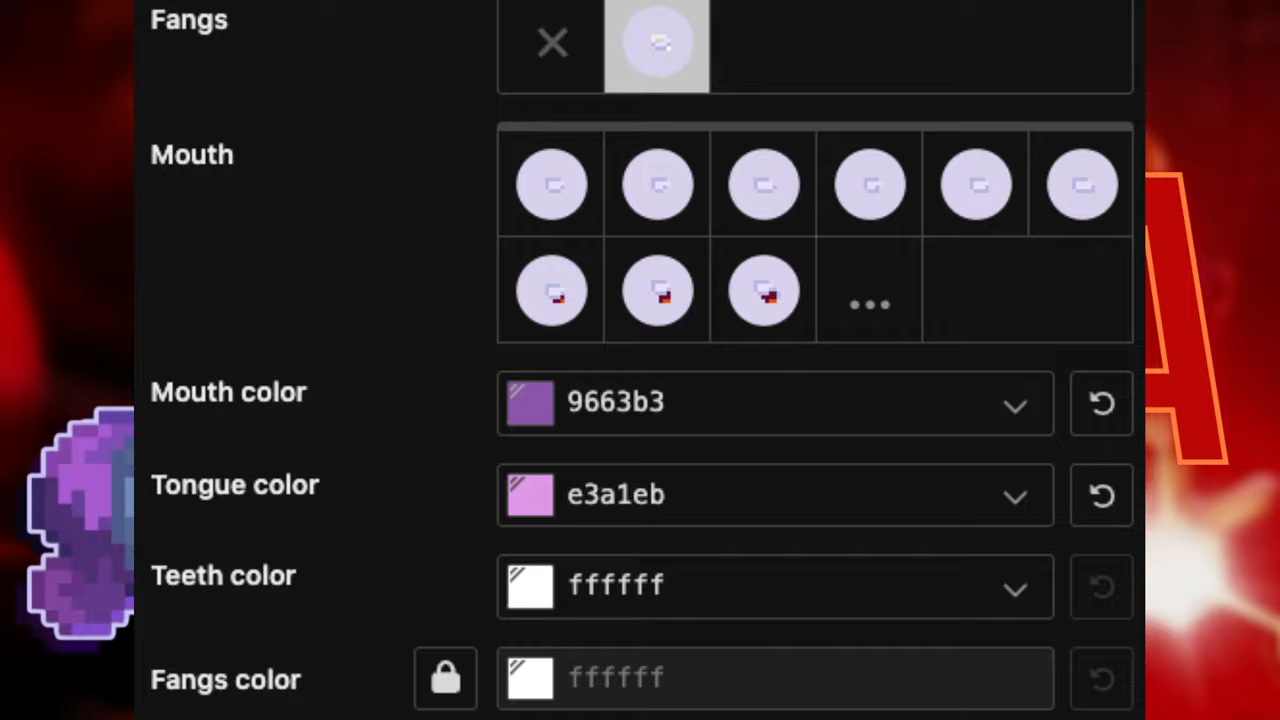 Fangs
Mouth
Mouth color
9663b3
Tongue color
e3a1eb
Teeth color
ffffff
Fangs color
ffffff
A